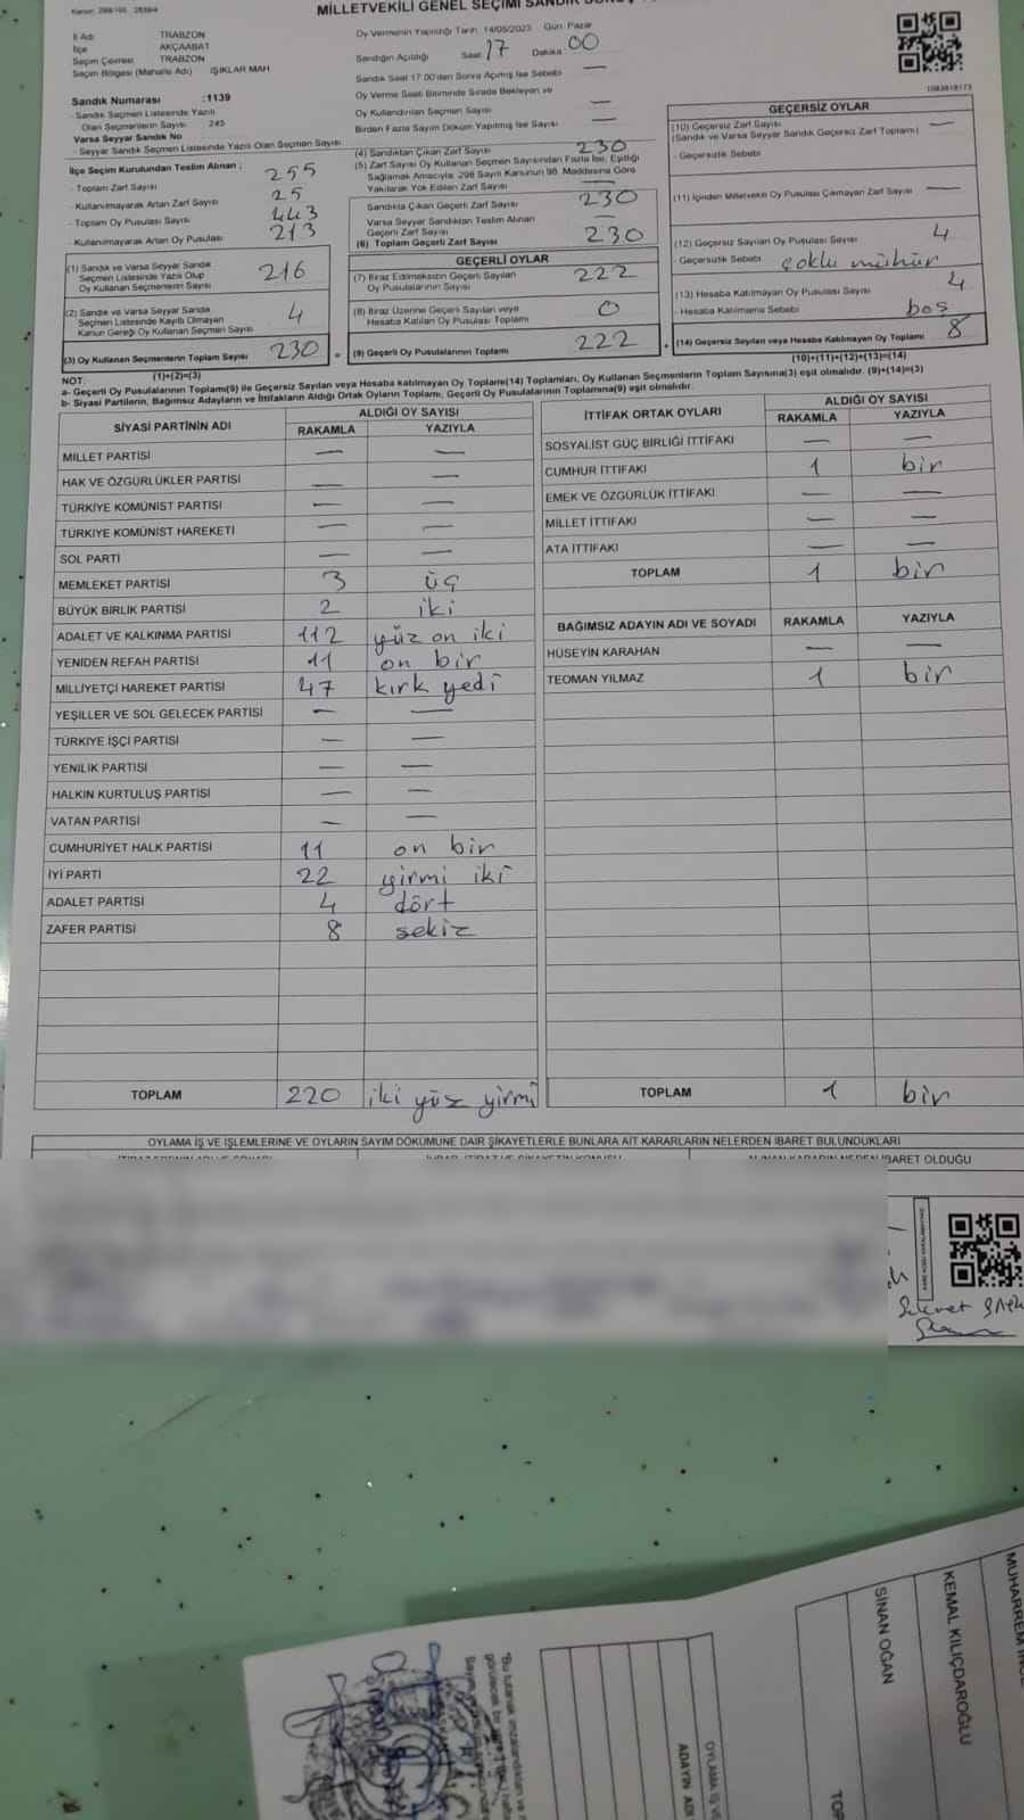 MİLLETVEKİLİ GENEL SEÇİMİ SANDIK
İl Adı TRABZON
İlçe AKÇAABAT
Seçim Çevresi TRABZON
Seçim Bölgesi (Mahalle Adı) IŞIKLAR MAH
Sandık Numarası :1139
- Sandık Seçmen Listesinde Yazılı
Olan Seçmenlerin Sayısı 245
Varsa Seyyar Sandık No
- Seyyar Sandık Seçmen Listesinde Yazılı Olan Seçmen Sayısı
İlçe Seçim Kurulundan Teslim Alınan ;
- Toplam Zarf Sayısı 255
- Kullanılmayarak Artan Zarf Sayısı 25
- Toplam Oy Pusulası Sayısı 443
- Kullanılmayarak Artan Oy Pusulası 213
(1) Sandık ve Varsa Seyyar Sandık
Seçmen Listesinde Yazılı Olup
Oy Kullanan Seçmenlerin Sayısı 216
(2) Sandık ve Varsa Seyyar Sandık
Seçmen Listesinde Kayıtlı Olmayan
Kanun Gereği Oy Kullanan Seçmen Sayısı 4
(3) Oy Kullanan Seçmenlerin Toplam Sayısı 230
(1)+(2)=(3)
Oy Vermenin Yapıldığı Tarih 14/05/2023 Gün Pazar
Sandığın Açıldığı Saat 17 Dakika 00
Sandık Saat 17:00'den Sonra Açılmış İse Sebebi —
Oy Verme Saati Bitiminde Sırada Bekleyen ve
Oy Kullandırılan Seçmen Sayısı —
Birden Fazla Sayım Döküm Yapılmış İse Sayısı —
(4) Sandıktan Çıkan Zarf Sayısı 230
(5) Zarf Sayısı Oy Kullanan Seçmen Sayısından Fazla İse, Eşitliği
Sağlamak Amacıyla 298 Sayılı Kanunun 98. Maddesine Göre
Yakılarak Yok Edilen Zarf Sayısı —
Sandıkta Çıkan Geçerli Zarf Sayısı 230
Varsa Seyyar Sandıktan Teslim Alınan
Geçerli Zarf Sayısı —
(6) Toplam Geçerli Zarf Sayısı 230
GEÇERLİ OYLAR
(7) İtiraz Edilmeksizin Geçerli Sayılan
Oy Pusulalarının Sayısı 222
(8) İtiraz Üzerine Geçerli Sayılan veya
Hesaba Katılan Oy Pusulası Toplamı 0
(9) Geçerli Oy Pusulalarının Toplamı 222
GEÇERSİZ OYLAR
(10) Geçersiz Zarf Sayısı
(Sandık ve Varsa Seyyar Sandık Geçersiz Zarf Toplamı) —
- Geçersizlik Sebebi
(11) İçinden Milletvekili Oy Pusulası Çıkmayan Zarf Sayısı —
(12) Geçersiz Sayılan Oy Pusulası Sayısı 4
- Geçersizlik Sebebi çoklu mühür
(13) Hesaba Katılmayan Oy Pusulası Sayısı 4
- Hesaba Katılmama Sebebi boş
(14) Geçersiz Sayılan veya Hesaba Katılmayan Oy Toplamı 8
(10)+(11)+(12)+(13)=(14)
NOT:
a- Geçerli Oy Pusulalarının Toplamı(9) ile Geçersiz Sayılan veya Hesaba katılmayan Oy Toplamı(14) Toplamları, Oy Kullanan Seçmenlerin Toplam Sayısına(3) eşit olmalıdır. (9)+(14)=(3)
b- Siyasi Partilerin, Bağımsız Adayların ve İttifakların Aldığı Ortak Oyların Toplamı, Geçerli Oy Pusulalarının Toplamına(9) eşit olmalıdır.
SİYASİ PARTİNİN ADI ALDIĞI OY SAYISI
RAKAMLA YAZIYLA
MİLLET PARTİSİ — —
HAK VE ÖZGÜRLÜKLER PARTİSİ — —
TÜRKİYE KOMÜNİST PARTİSİ — —
TÜRKİYE KOMÜNİST HAREKETİ — —
SOL PARTİ — —
MEMLEKET PARTİSİ 3 üç
BÜYÜK BİRLİK PARTİSİ 2 iki
ADALET VE KALKINMA PARTİSİ 112 yüz on iki
YENİDEN REFAH PARTİSİ 11 on bir
MİLLİYETÇİ HAREKET PARTİSİ 47 kırk yedi
YEŞİLLER VE SOL GELECEK PARTİSİ — —
TÜRKİYE İŞÇİ PARTİSİ — —
YENİLİK PARTİSİ — —
HALKIN KURTULUŞ PARTİSİ — —
VATAN PARTİSİ — —
CUMHURİYET HALK PARTİSİ 11 on bir
İYİ PARTİ 22 yirmi iki
ADALET PARTİSİ 4 dört
ZAFER PARTİSİ 8 sekiz
TOPLAM 220 iki yüz yirmi
İTTİFAK ORTAK OYLARI ALDIĞI OY SAYISI
RAKAMLA YAZIYLA
SOSYALİST GÜÇ BİRLİĞİ İTTİFAKI — —
CUMHUR İTTİFAKI 1 bir
EMEK VE ÖZGÜRLÜK İTTİFAKI — —
MİLLET İTTİFAKI — —
ATA İTTİFAKI — —
TOPLAM 1 bir
BAĞIMSIZ ADAYIN ADI VE SOYADI RAKAMLA YAZIYLA
HÜSEYİN KARAHAN — —
TEOMAN YILMAZ 1 bir
TOPLAM 1 bir
OYLAMA İŞ VE İŞLEMLERİNE VE OYLARIN SAYIM DÖKÜMÜNE DAİR ŞİKAYETLERLE BUNLARA AİT KARARLARIN NELERDEN İBARET BULUNDUKLARI
İBARET OLDUĞU
MUHARREM
KEMAL KILIÇDAROĞLU
SİNAN OĞAN
OYLAMA İŞ
ADAYIN